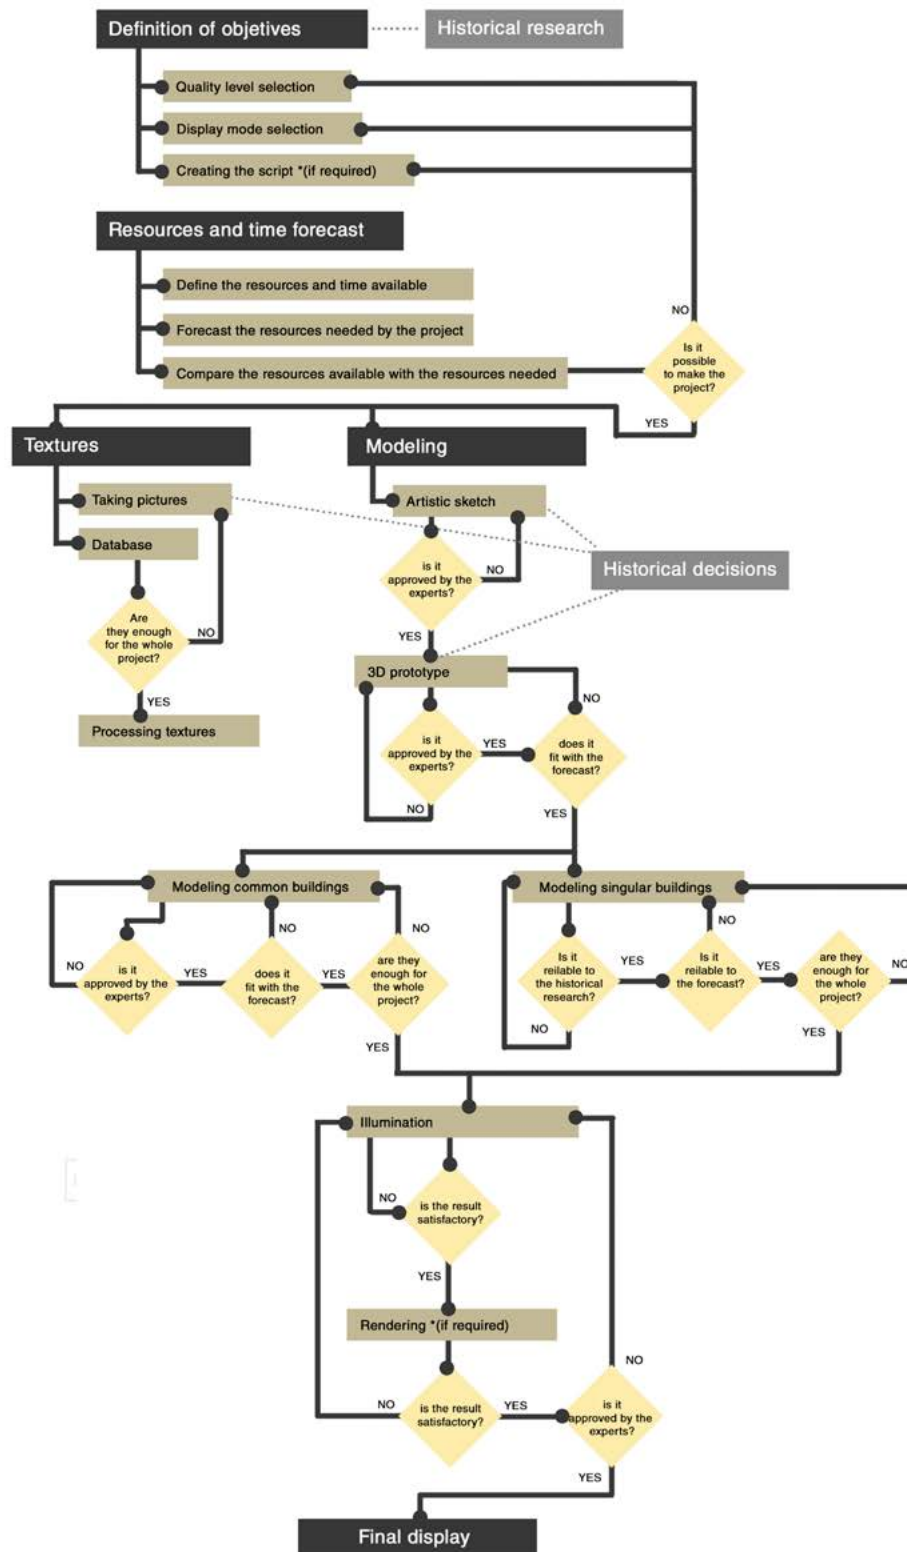 Definition of objetives
Historical research
Quality level selection
Display mode selection
Creating the script *(if required)
Resources and time forecast
Define the resources and time available
Forecast the resources needed by the project
Compare the resources available with the resources needed
NO
Is it
possible
to make the
project?
YES
Textures
Modeling
Taking pictures
Artistic sketch
Database
Historical decisions
is it
approved by the
experts?
NO
Are
they enough
for the whole
project?
NO
YES
YES
3D prototype
Processing textures
NO
is it
approved by the
experts?
YES
does it
fit with the
forecast?
NO
YES
Modeling common buildings
Modeling singular buildings
NO
is it
approved by the
experts?
YES
NO
does it
fit with the
forecast?
YES
NO
are they
enough for
the whole
project?
YES
Is it
reilable to
the historical
research?
NO
YES
NO
Is it
reilable to
the forecast?
YES
are they
enough for
the whole
project?
NO
YES
Illumination
NO
is the result
satisfactory?
YES
Rendering *(if required)
NO
is the result
satisfactory?
YES
NO
is it
approved by the
experts?
YES
Final display